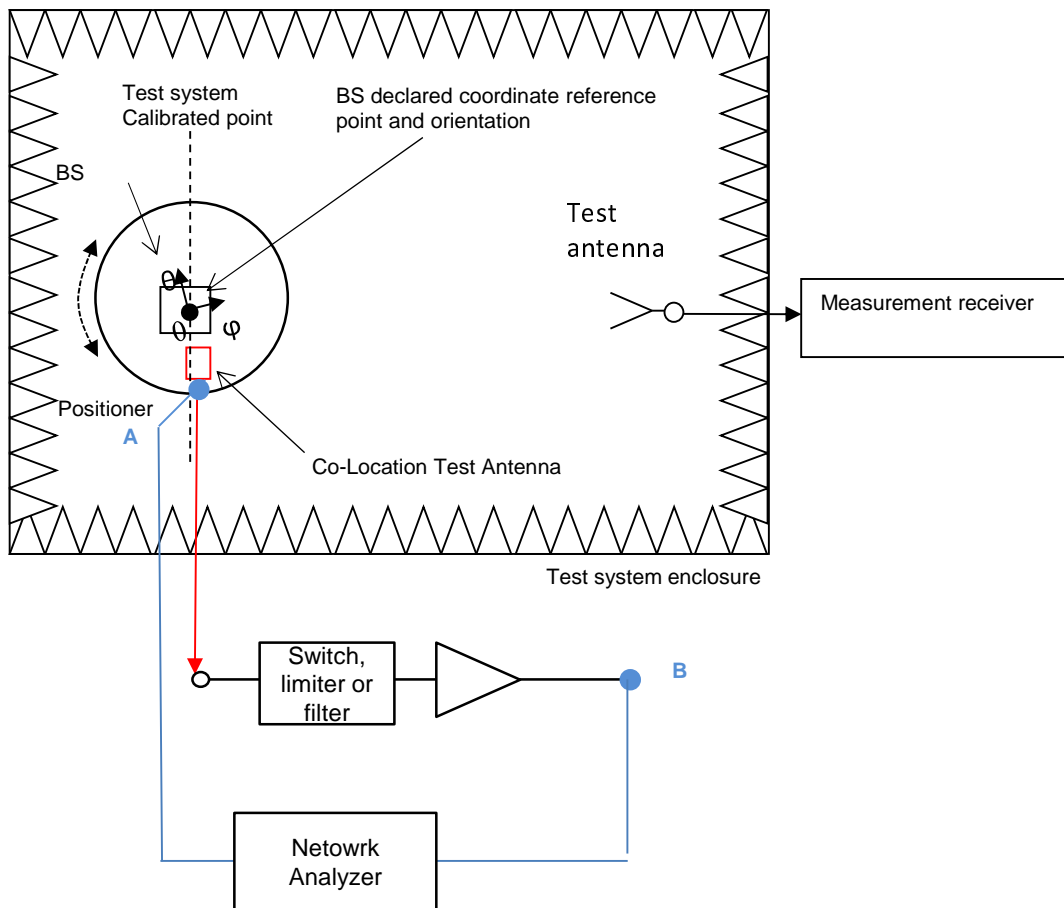 Test system
Calibrated point
BS declared coordinate reference
point and orientation
BS
Test
antenna
θ
θ
φ
Measurement receiver
Positioner
A
Co-Location Test Antenna
Test system enclosure
Switch,
limiter or
filter
B
Netowrk
Analyzer